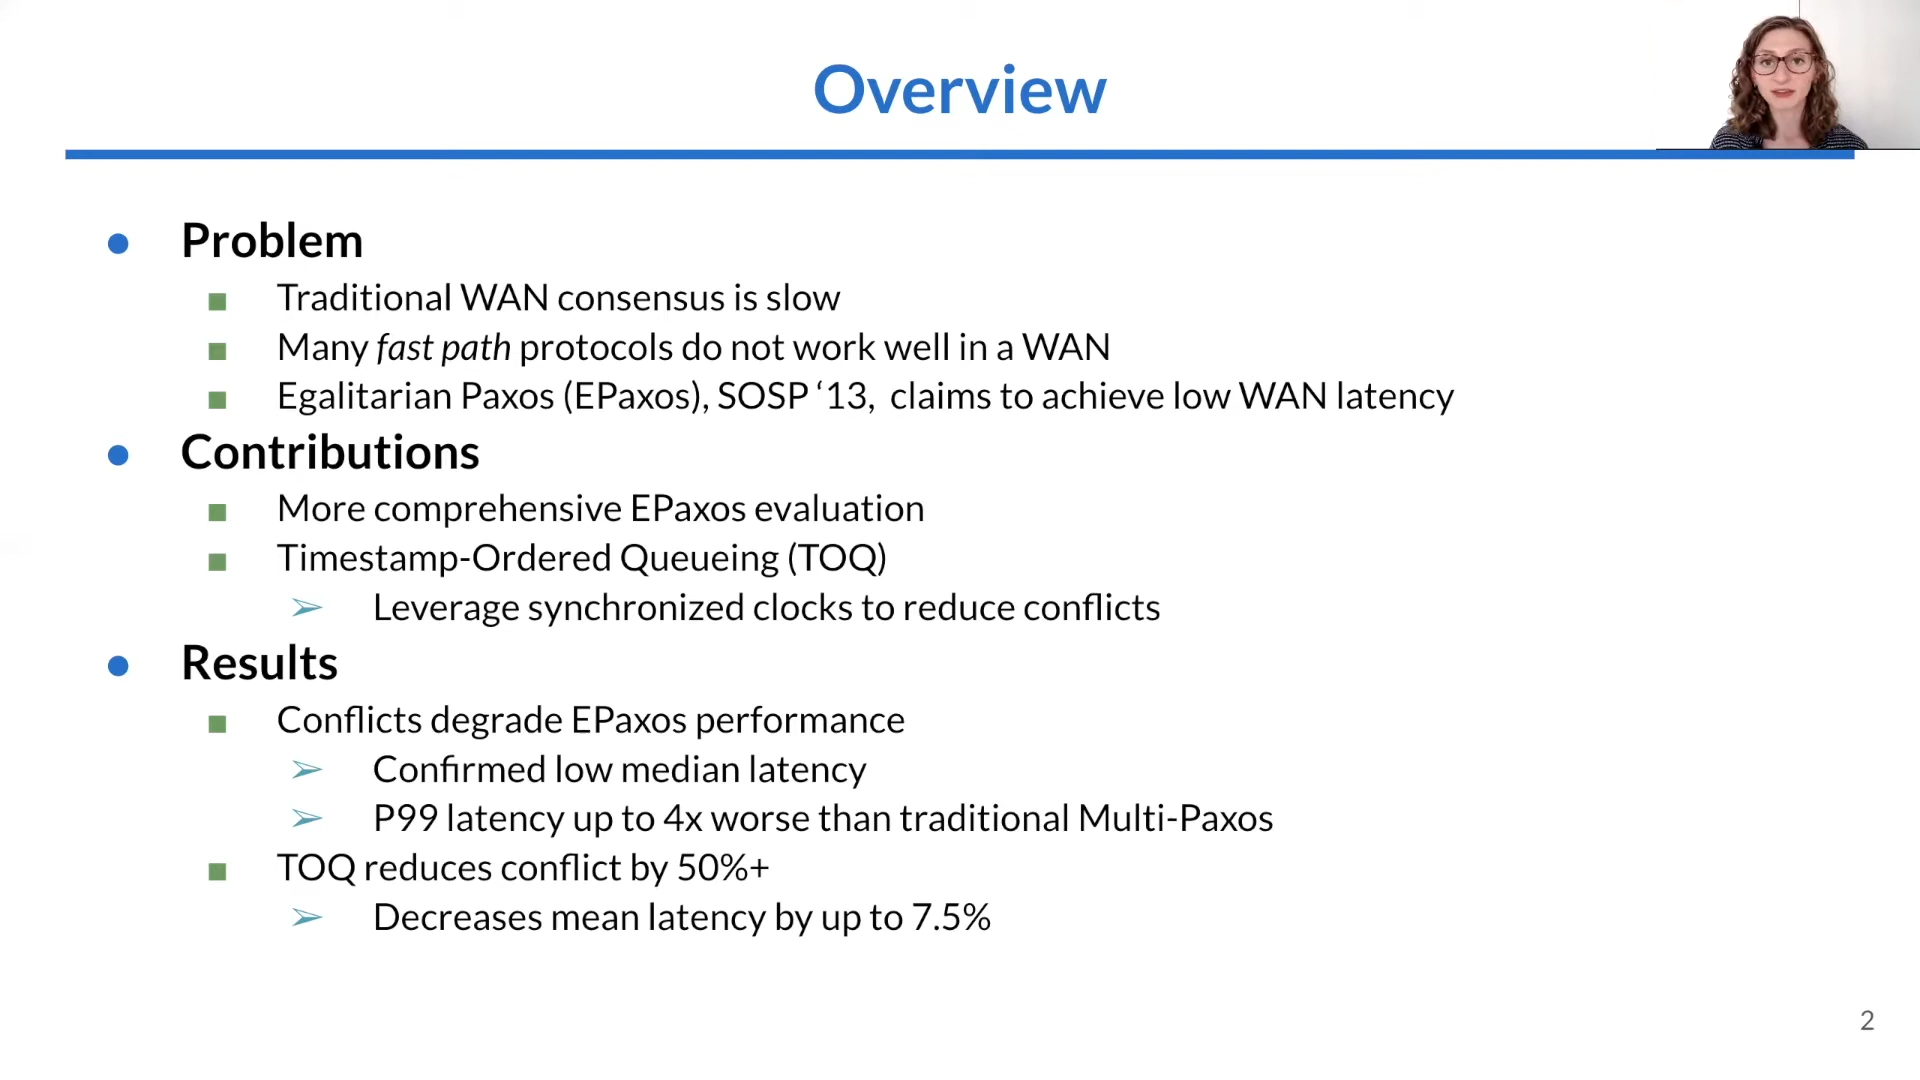 Overview
Problem
Traditional WAN consensus is slow
Many fast path protocols do not work well in a WAN
Egalitarian Paxos (EPaxos), SOSP ‘13,  claims to achieve low WAN latency
Contributions
More comprehensive EPaxos evaluation
Timestamp-Ordered Queueing (TOQ)
Leverage synchronized clocks to reduce conflicts
Results
Conflicts degrade EPaxos performance
Confirmed low median latency
P99 latency up to 4x worse than traditional Multi-Paxos
TOQ reduces conflict by 50%+
Decreases mean latency by up to 7.5%
2